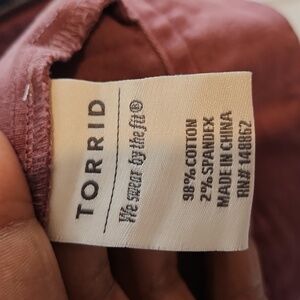 TORRID
We swear by the fit®
98% COTTON
2% SPANDEX
MADE IN CHINA
RN# 148862